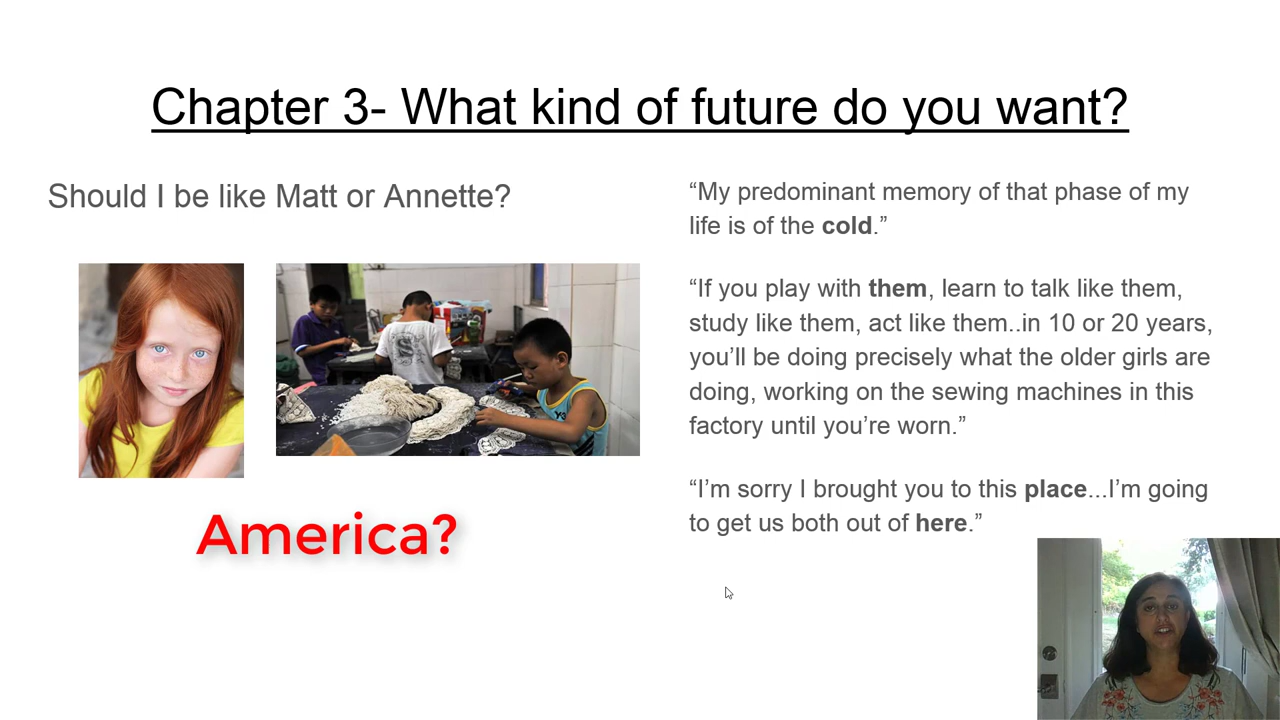 Chapter 3- What kind of future do you want?
Should I be like Matt or Annette?
America?
“My predominant memory of that phase of my
life is of the cold.”
“If you play with them, learn to talk like them,
study like them, act like them..in 10 or 20 years,
you’ll be doing precisely what the older girls are
doing, working on the sewing machines in this
factory until you’re worn.”
“I’m sorry I brought you to this place...I’m going
to get us both out of here.”